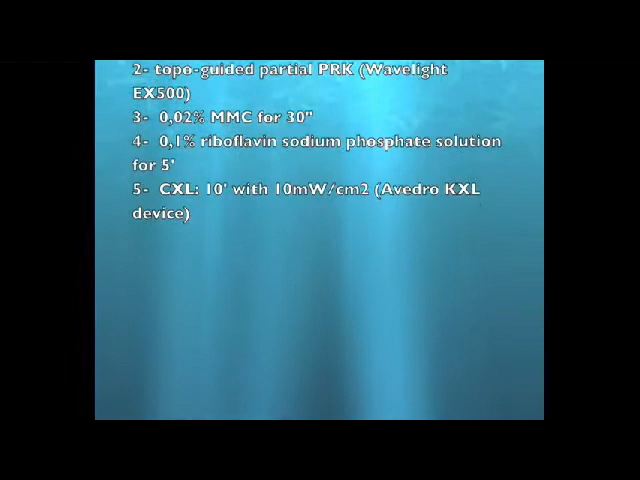 2- topo-guided partial PRK (Wavelight
EX500)
3-  0,02% MMC for 30"
4-  0,1% riboflavin sodium phosphate solution
for 5'
5-  CXL: 10' with 10mW/cm2 (Avedro KXL
device)